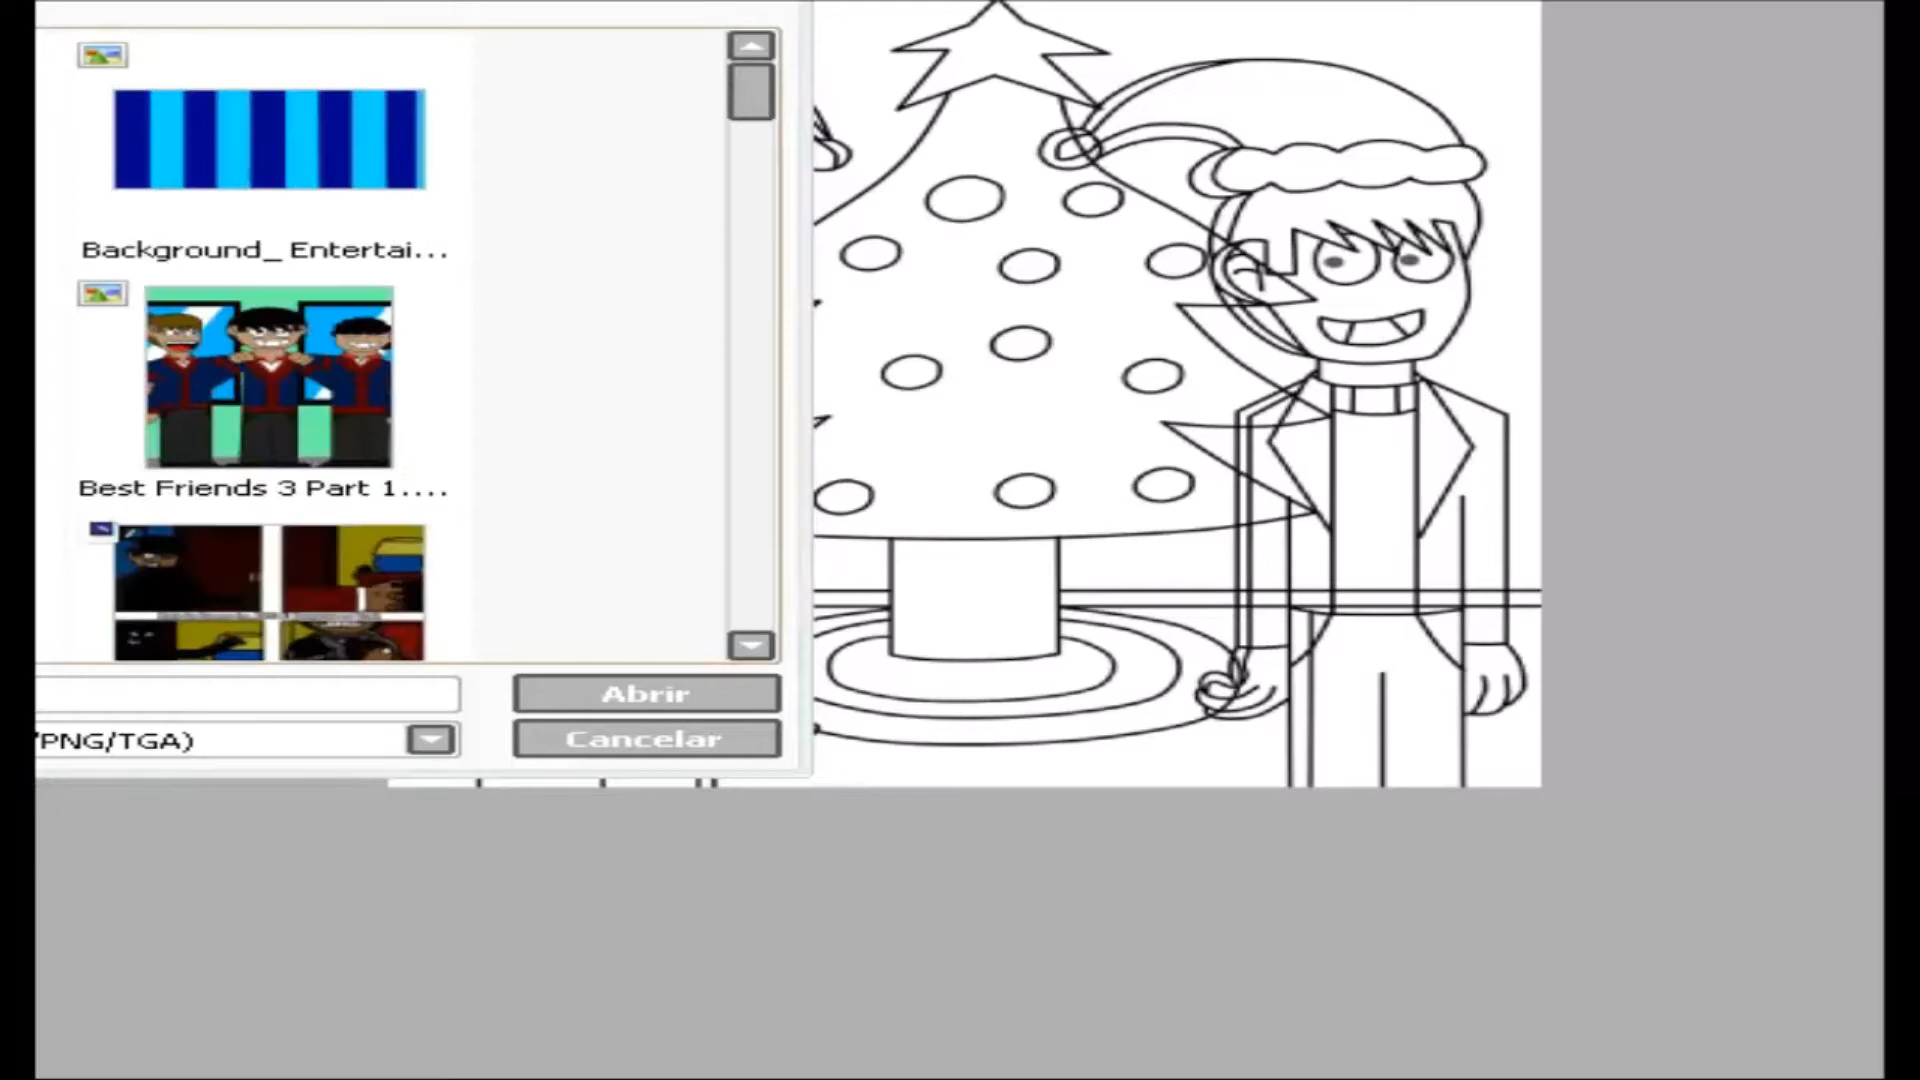 Background_ Entertai...
Best Friends 3 Part 1....
Abrir
/PNG/TGA)
Cancelar